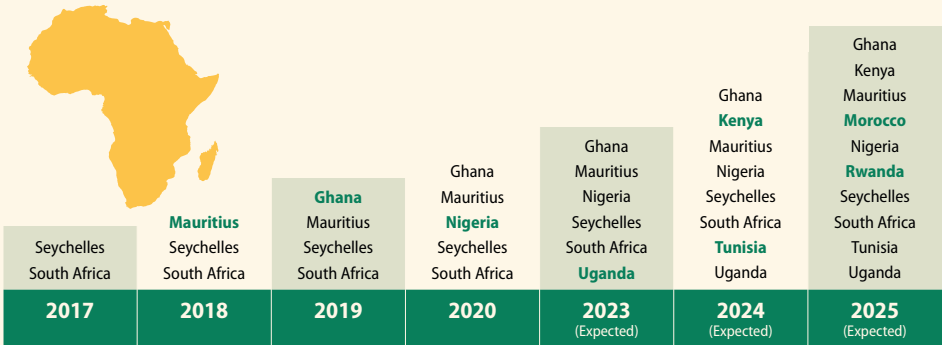 Seychelles
South Africa
2017
Mauritius
Seychelles
South Africa
2018
Ghana
Mauritius
Seychelles
South Africa
2019
Ghana
Mauritius
Nigeria
Seychelles
South Africa
2020
Ghana
Mauritius
Nigeria
Seychelles
South Africa
Uganda
2023
(Expected)
Ghana
Kenya
Mauritius
Nigeria
Seychelles
South Africa
Tunisia
Uganda
2024
(Expected)
Ghana
Kenya
Mauritius
Morocco
Nigeria
Rwanda
Seychelles
South Africa
Tunisia
Uganda
2025
(Expected)